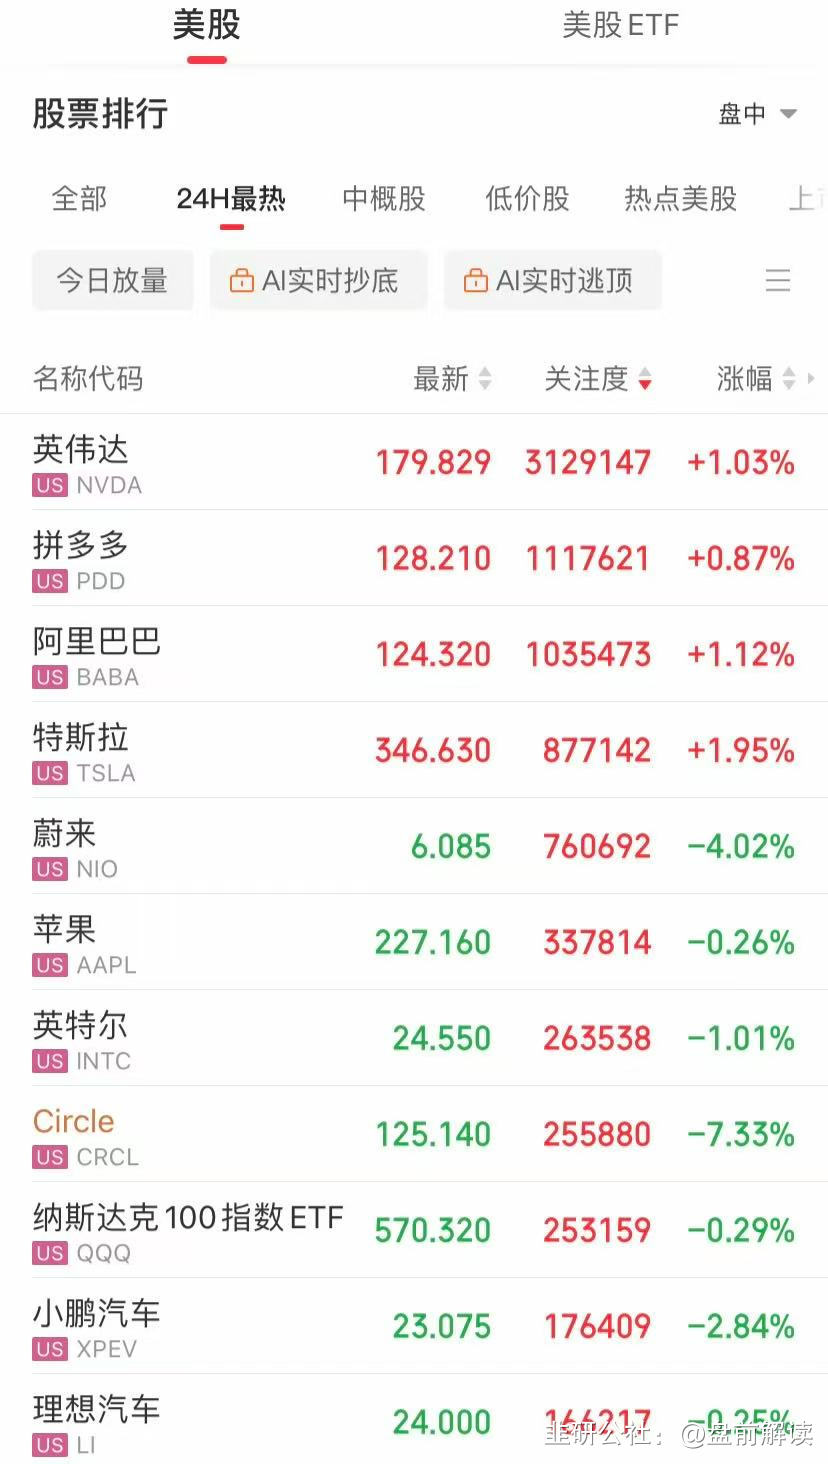 美股 美股ETF
股票排行 盘中
全部 24H最热 中概股 低价股 热点美股 上
今日放量 AI实时抄底 AI实时逃顶
名称代码 最新 关注度 涨幅
英伟达 179.829 3129147 +1.03%
US NVDA
拼多多 128.210 1117621 +0.87%
US PDD
阿里巴巴 124.320 1035473 +1.12%
US BABA
特斯拉 346.630 877142 +1.95%
US TSLA
蔚来 6.085 760692 -4.02%
US NIO
苹果 227.160 337814 -0.26%
US AAPL
英特尔 24.550 263538 -1.01%
US INTC
Circle 125.140 255880 -7.33%
US CRCL
纳斯达克100指数ETF 570.320 253159 -0.29%
US QQQ
小鹏汽车 23.075 176409 -2.84%
US XPEV
理想汽车 24.000 166217 -0.25%
US LI
韭研公社：@盘前解读